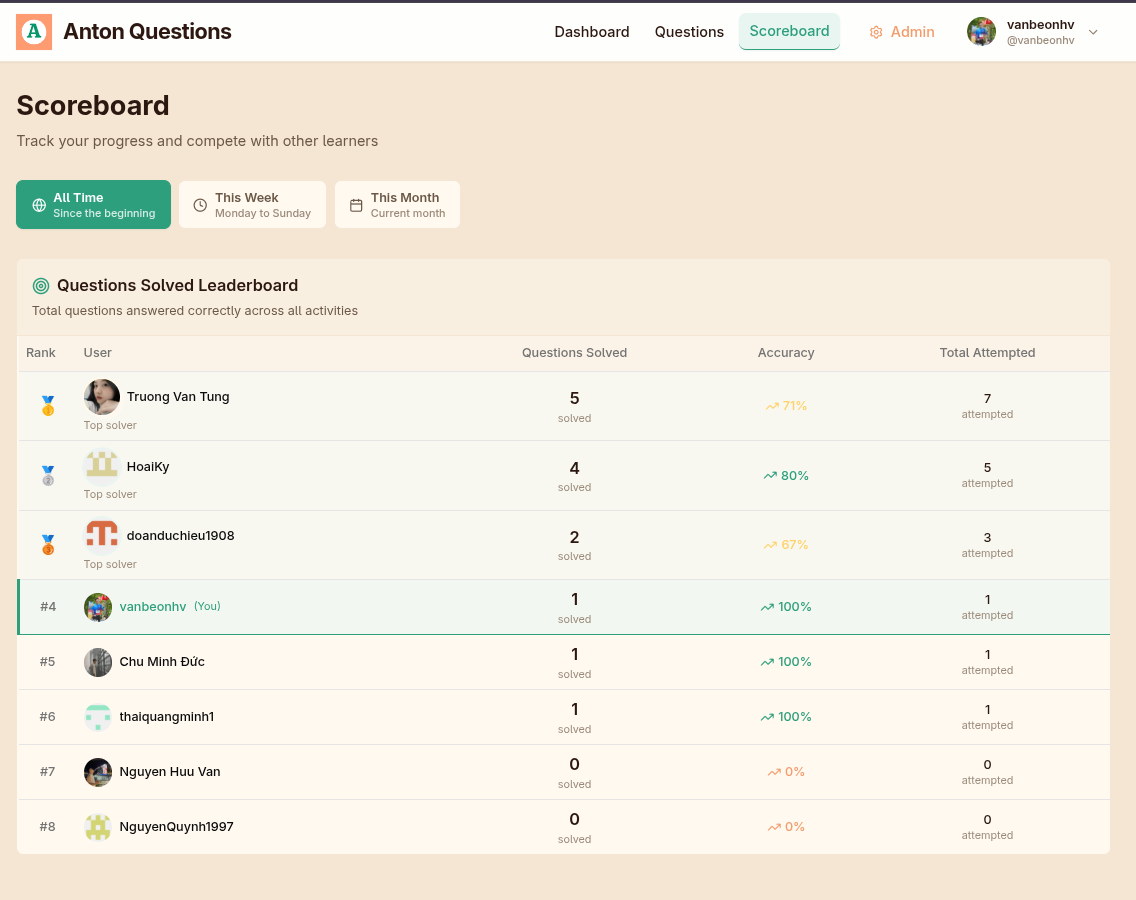 A Anton Questions Dashboard Questions Scoreboard Admin vanbeonhv
@vanbeonhv
Scoreboard
Track your progress and compete with other learners
All Time This Week This Month
Since the beginning Monday to Sunday Current month
Questions Solved Leaderboard
Total questions answered correctly across all activities
Rank User Questions Solved Accuracy Total Attempted
1 Truong Van Tung 5 71% 7
Top solver solved attempted
2 HoaiKy 4 80% 5
Top solver solved attempted
3 doanduchieu1908 2 67% 3
Top solver solved attempted
#4 vanbeonhv (You) 1 100% 1
solved attempted
#5 Chu Minh Đức 1 100% 1
solved attempted
#6 thaiquangminh1 1 100% 1
solved attempted
#7 Nguyen Huu Van 0 0% 0
solved attempted
#8 NguyenQuynh1997 0 0% 0
solved attempted